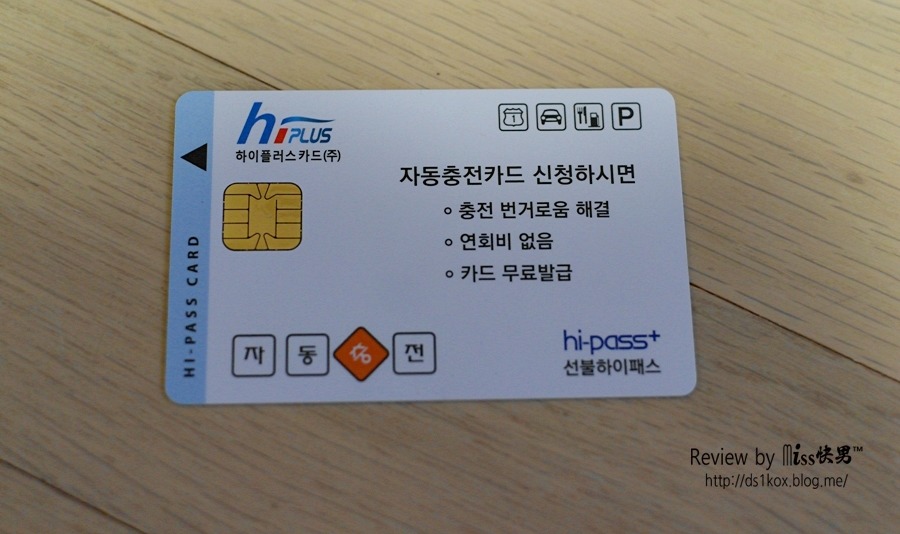 hi PLUS
하이플러스카드(주)
1
P
자동충전카드 신청하시면
충전 번거로움 해결
연회비 없음
카드 무료발급
HI-PASS CARD
자동충전
hi-pass+
선불하이패스
Review by Miss快男™
http://ds1kox.blog.me/